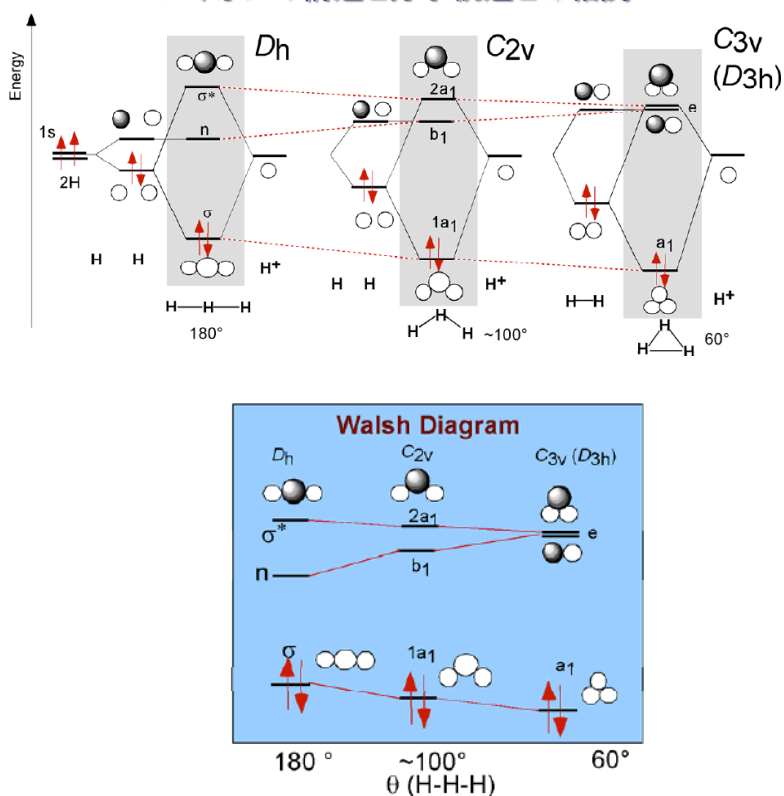 Energy
Dh
C2v
C3v
(D3h)
σ*
2a1
e
1s
n
b1
2H
σ
1a1
a1
H H
H+
H H
H+
H—H
H+
H—H—H
180°
H H H
~100°
H
H H
60°
Walsh Diagram
Dh
C2v
C3v (D3h)
σ*
2a1
e
n
b1
σ
1a1
a1
180 °
~100°
60°
θ (H-H-H)